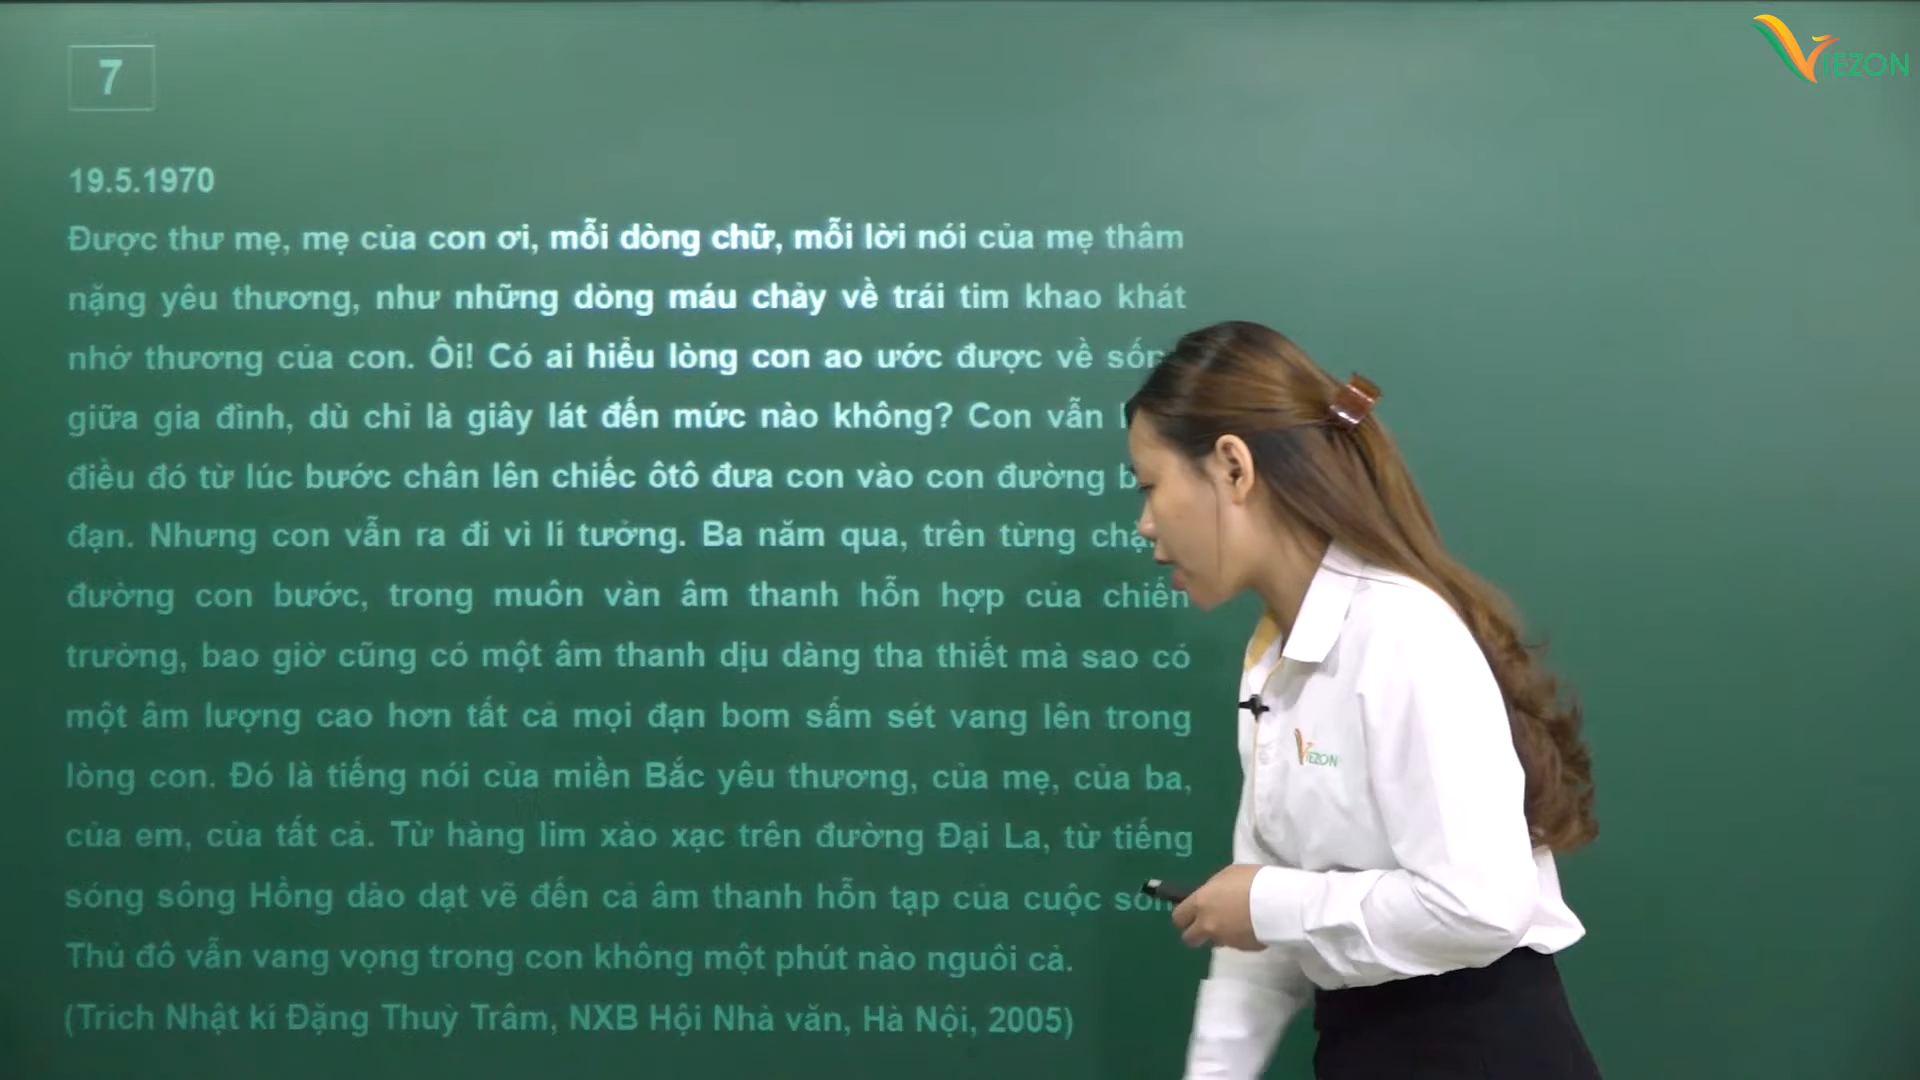 VIEZON
7
19.5.1970
Được thư mẹ, mẹ của con ơi, mỗi dòng chữ, mỗi lời nói của mẹ thâm
nặng yêu thương, như những dòng máu chảy về trái tim khao khát
nhớ thương của con. Ôi! Có ai hiểu lòng con ao ước được về
giữa gia đình, dù chỉ là giây lát đến mức nào không? Con vẫn
điều đó từ lúc bước chân lên chiếc ôtô đưa con vào con đường
đạn. Nhưng con vẫn ra đi vì lí tưởng. Ba năm qua, trên từng
đường con bước, trong muôn vàn âm thanh hỗn hợp của chiến
trường, bao giờ cũng có một âm thanh dịu dàng tha thiết mà sao có
một âm lượng cao hơn tất cả mọi đạn bom sấm sét vang lên trong
lòng con. Đó là tiếng nói của miền Bắc yêu thương, của mẹ, của ba,
của em, của tất cả. Từ hàng lim xào xạc trên đường Đại La, từ tiếng
sóng sông Hồng dào dạt vẽ đến cả âm thanh hỗn tạp của cuộc
Thủ đô vẫn vang vọng trong con không một phút nào nguôi cả.
(Trích Nhật kí Đặng Thuỳ Trâm, NXB Hội Nhà văn, Hà Nội, 2005)
VIEZON